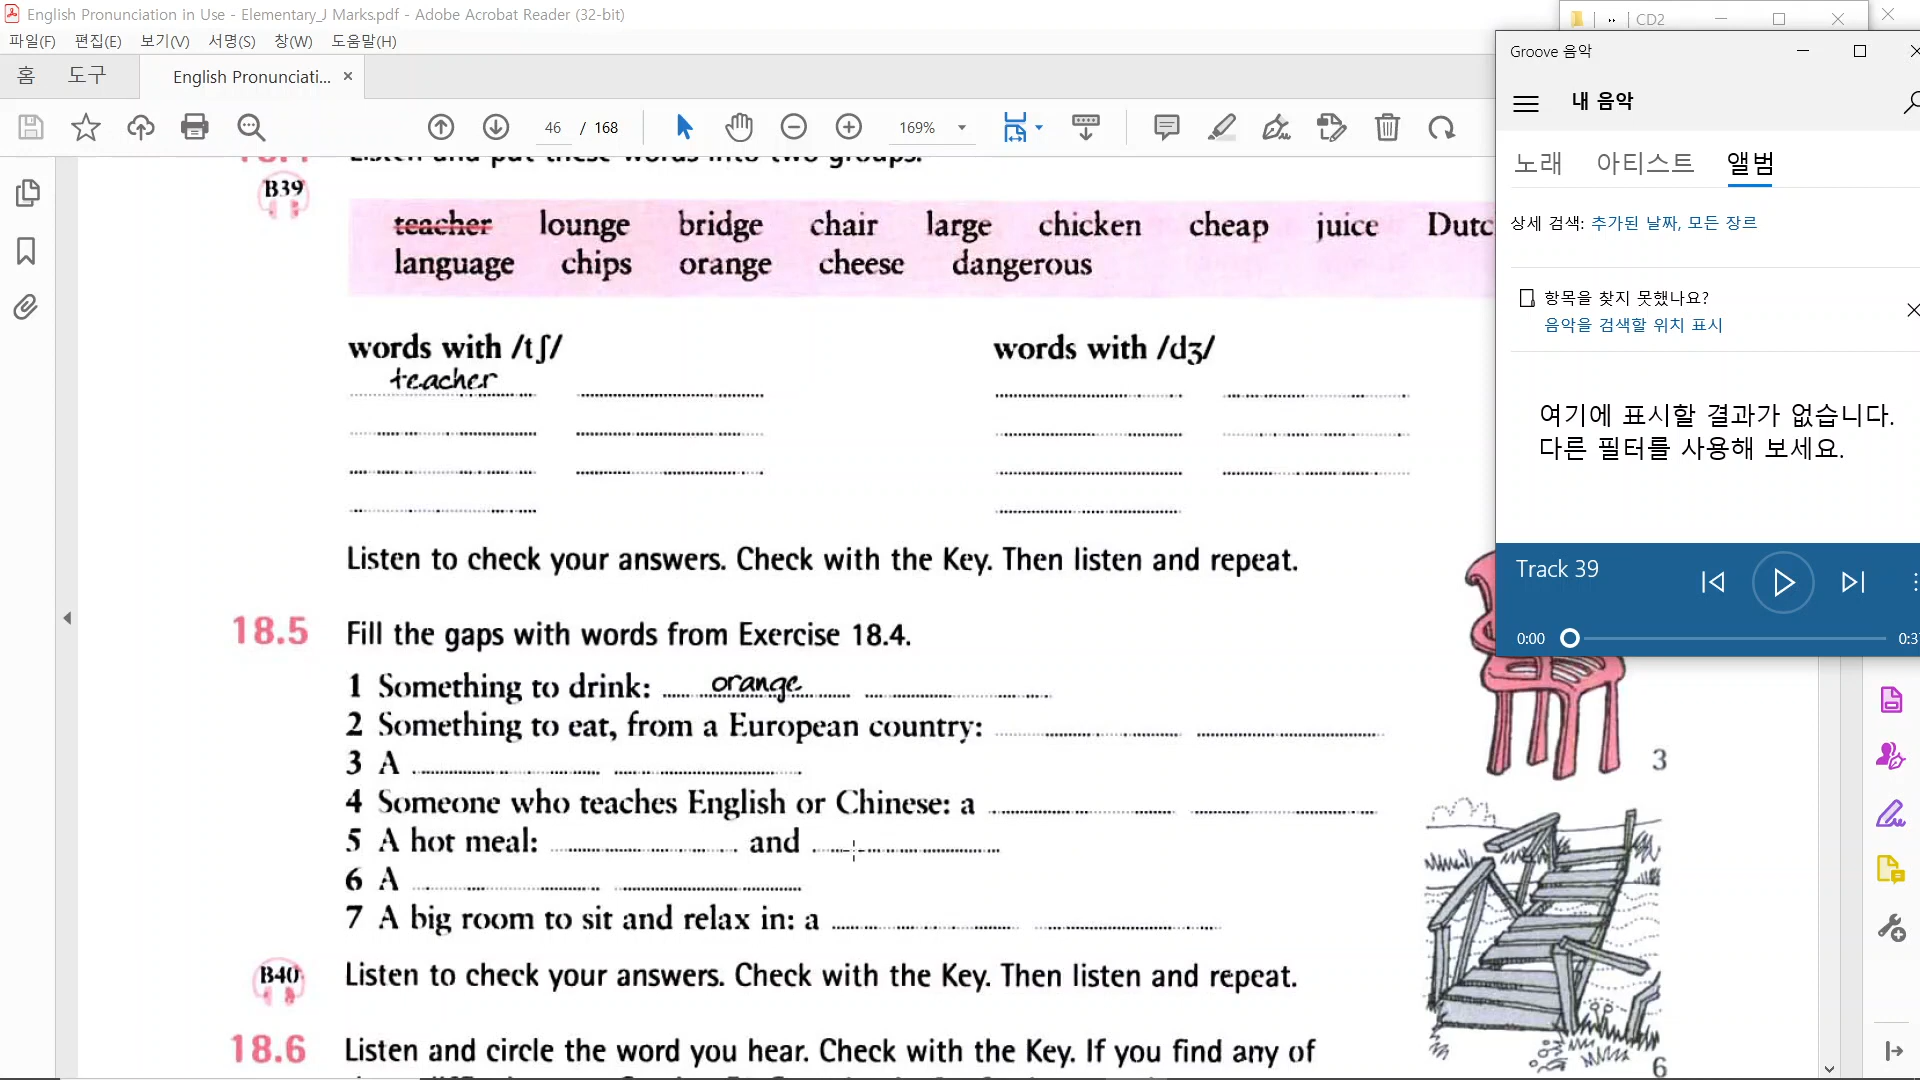 English Pronunciation in Use - Elementary_J Marks.pdf - Adobe Acrobat Reader (32-bit)
CD2
파일(F) 편집(E) 보기(V) 서명(S) 창(W) 도움말(H)
홈 도구 English Pronunciati...
46 / 168 169%
Listen and put these words into two groups.
B39
teacher lounge bridge chair large chicken cheap juice Dutc
language chips orange cheese dangerous
words with /tʃ/ words with /dʒ/
teacher
Listen to check your answers. Check with the Key. Then listen and repeat.
18.5 Fill the gaps with words from Exercise 18.4.
1 Something to drink: orange
2 Something to eat, from a European country:
3 A
4 Someone who teaches English or Chinese: a
5 A hot meal: and
6 A
7 A big room to sit and relax in: a
B40 Listen to check your answers. Check with the Key. Then listen and repeat.
18.6 Listen and circle the word you hear. Check with the Key. If you find any of
3
6
Groove 음악
내 음악
노래 아티스트 앨범
상세 검색: 추가된 날짜, 모든 장르
항목을 찾지 못했나요?
음악을 검색할 위치 표시
여기에 표시할 결과가 없습니다.
다른 필터를 사용해 보세요.
Track 39
0:00